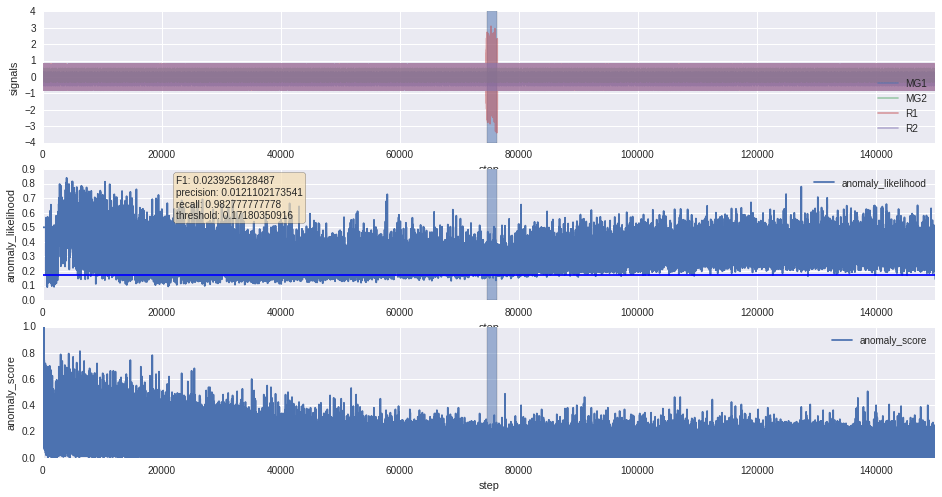 4
3
2
1
0
−1
−2
−3
−4
signals
MG1
MG2
R1
R2
0 20000 40000 60000 80000 100000 120000 140000
step
0.9
0.8
0.7
0.6
0.5
0.4
0.3
0.2
0.1
0.0
anomaly_likelihood
F1: 0.0239256128487
precision: 0.0121102173541
recall: 0.982777777778
threshold: 0.17180350916
anomaly_likelihood
0 20000 40000 60000 80000 100000 120000 140000
step
1.0
0.8
0.6
0.4
0.2
0.0
anomaly_score
anomaly_score
0 20000 40000 60000 80000 100000 120000 140000
step